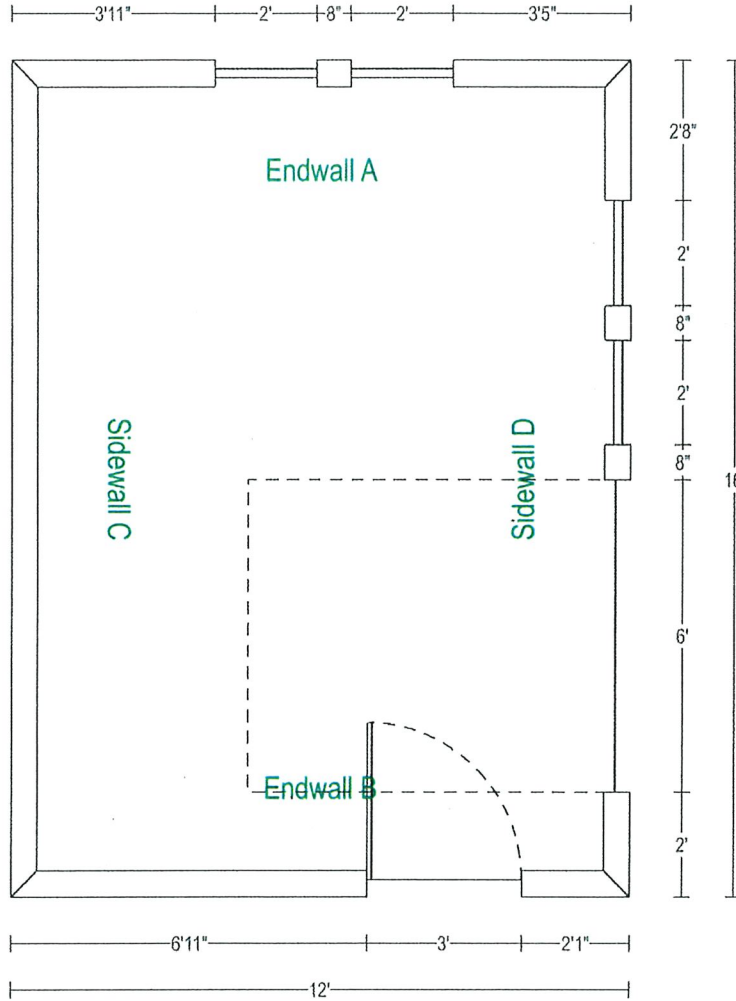 3'11" 2' 8" 2' 3'5"
Endwall A
2'8"
2'
8"
2'
8"
Sidewall C
Sidewall D
6'
Endwall B
2'
6'11" 3' 2'1"
12'